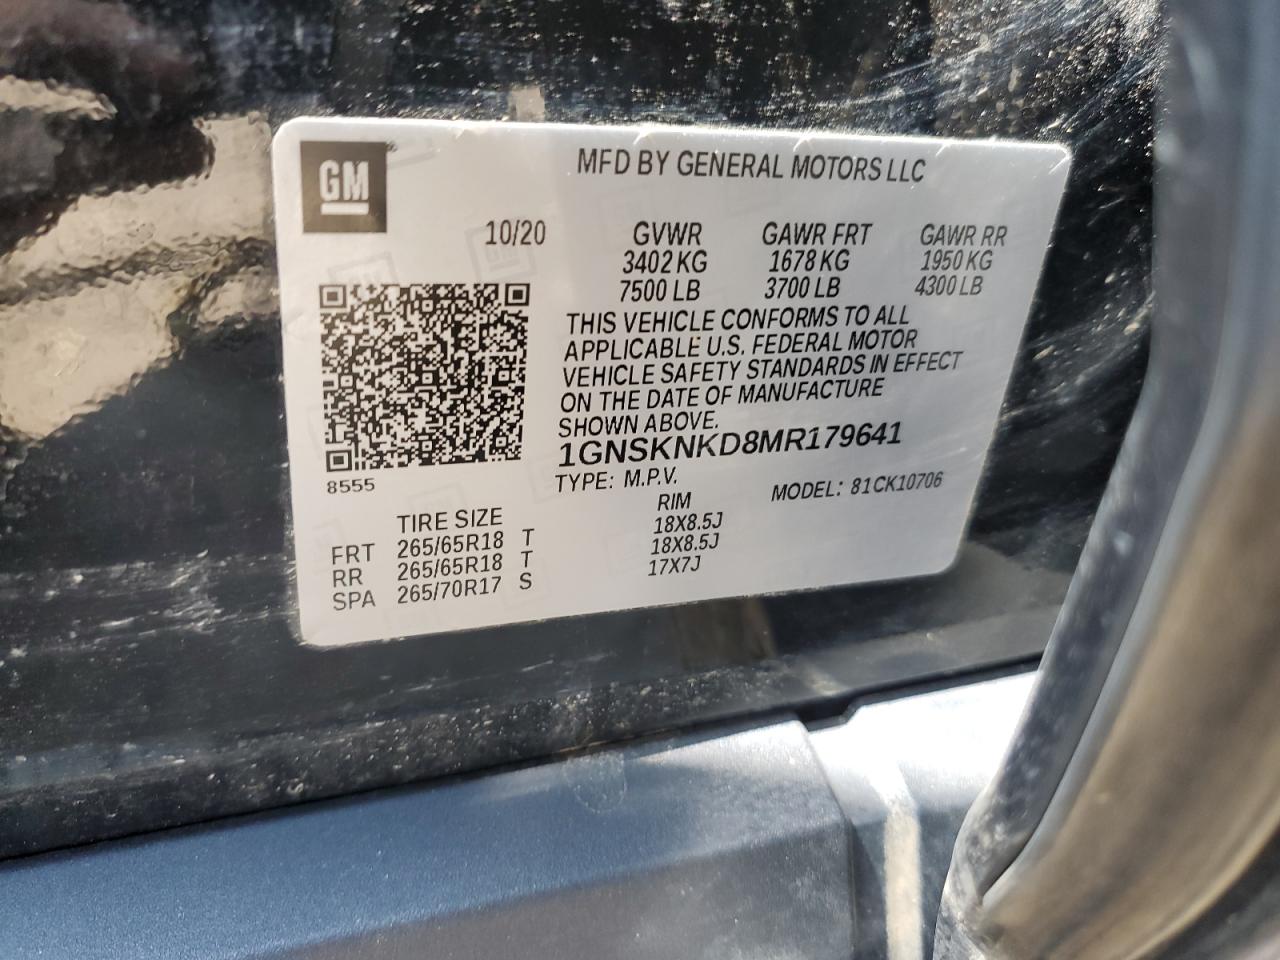 GM
MFD BY GENERAL MOTORS LLC
10/20 GVWR GAWR FRT GAWR RR
3402 KG 1678 KG 1950 KG
7500 LB 3700 LB 4300 LB
THIS VEHICLE CONFORMS TO ALL
APPLICABLE U.S. FEDERAL MOTOR
VEHICLE SAFETY STANDARDS IN EFFECT
ON THE DATE OF MANUFACTURE
SHOWN ABOVE.
1GNSKNKD8MR179641
8555
TYPE: M.P.V. MODEL: 81CK10706
TIRE SIZE RIM
FRT 265/65R18 T 18X8.5J
RR 265/65R18 T 18X8.5J
SPA 265/70R17 S 17X7J